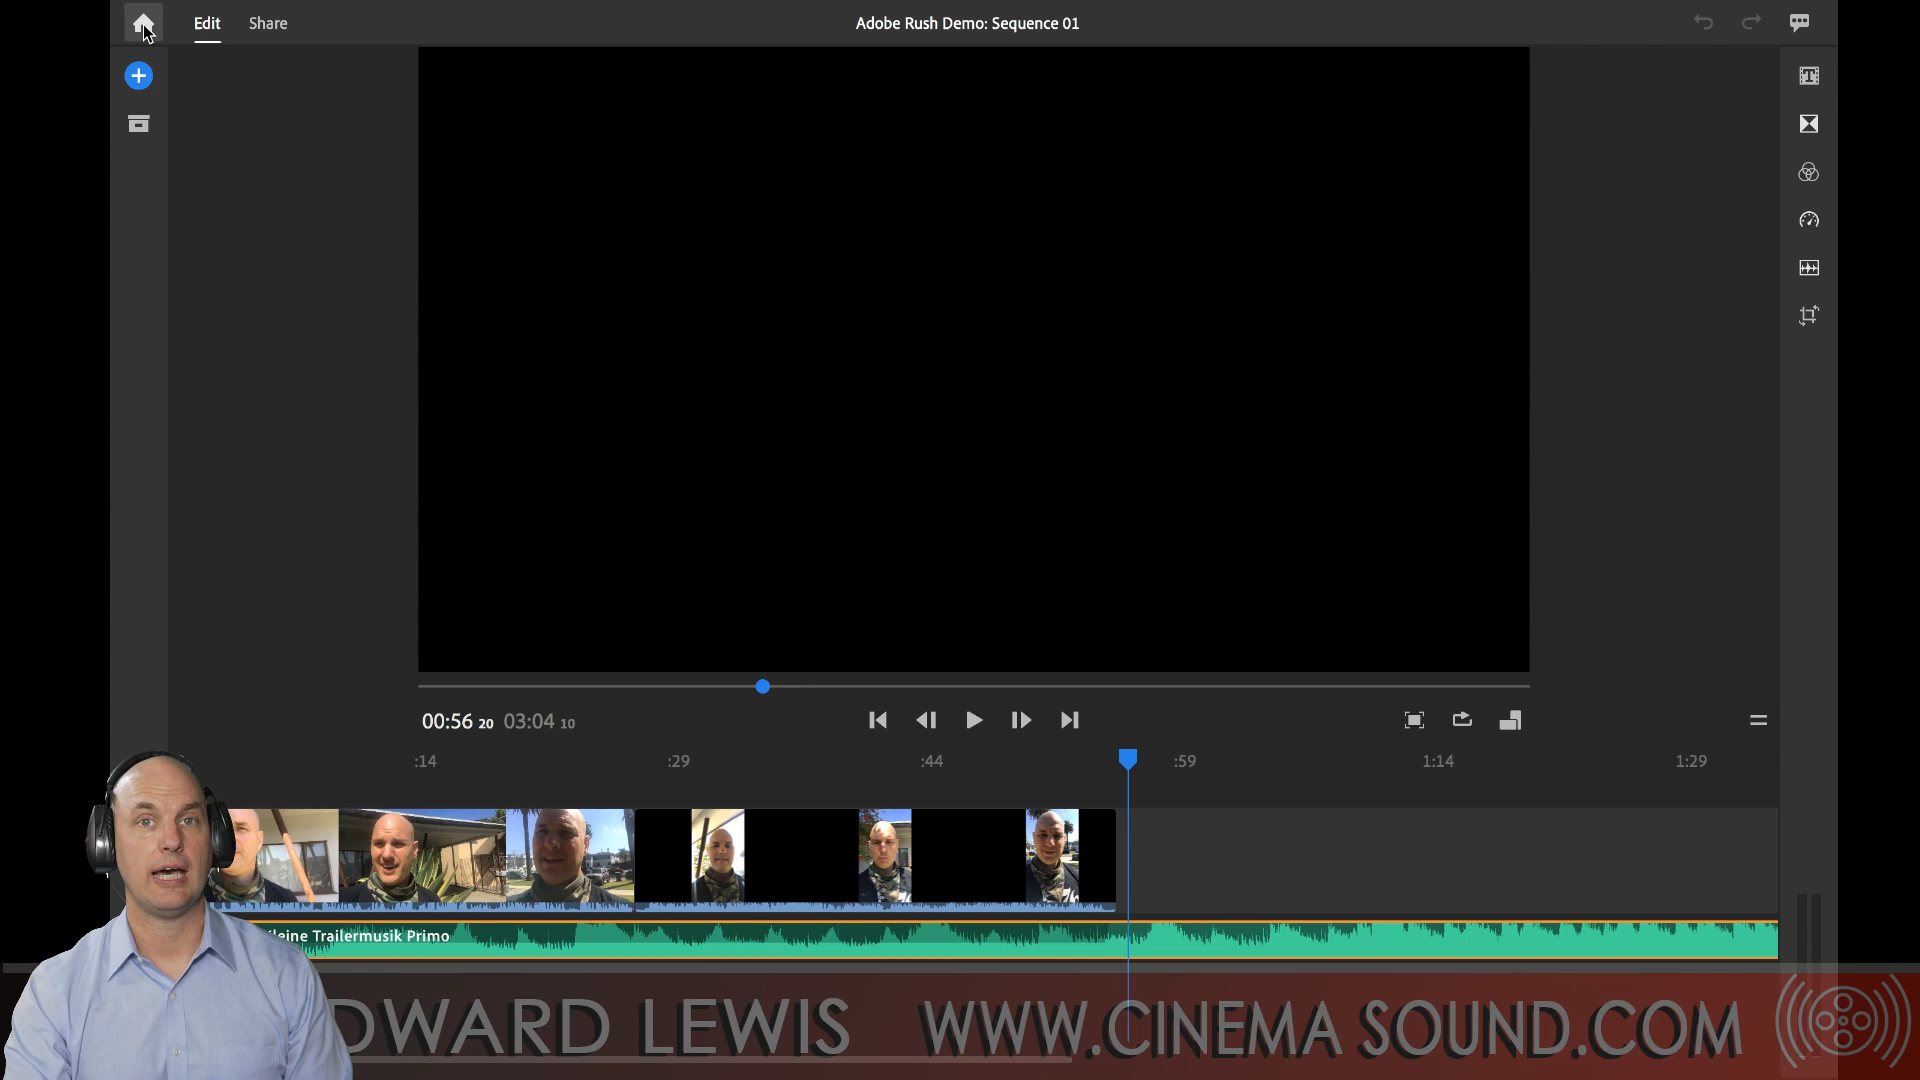 Edit Share Adobe Rush Demo: Sequence 01
00:56 20 03:04 10
:14 :29 :44 :59 1:14 1:29
leine Trailermusik Primo
DWARD LEWIS WWW.CINEMA SOUND.COM